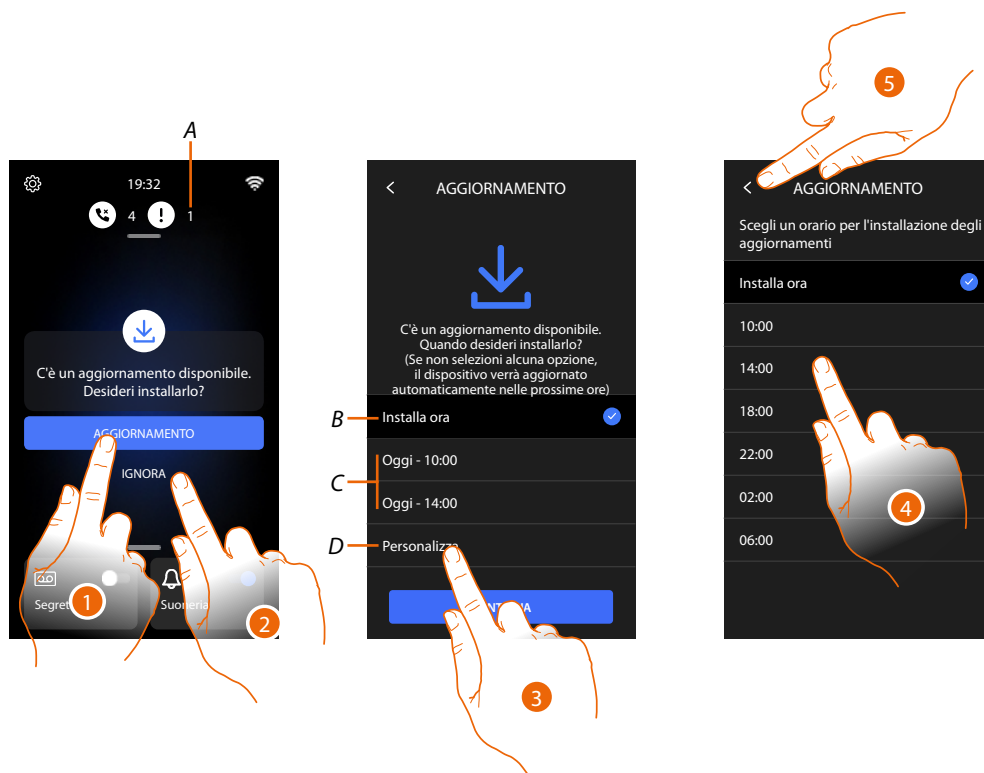 5
A
19:32
4
1
C'è un aggiornamento disponibile.
Desideri installarlo?
AGGIORNAMENTO
IGNORA
Suoneria
1
2
AGGIORNAMENTO
C'è un aggiornamento disponibile.
Quando desideri installarlo?
(Se non selezioni alcuna opzione,
il dispositivo verrà aggiornato
automaticamente nelle prossime ore)
B
Installa ora
C
Oggi - 10:00
Oggi - 14:00
D
Personalizza
3
AGGIORNAMENTO
Scegli un orario per l'installazione degli
aggiornamenti
Installa ora
10:00
14:00
18:00
22:00
02:00
06:00
4